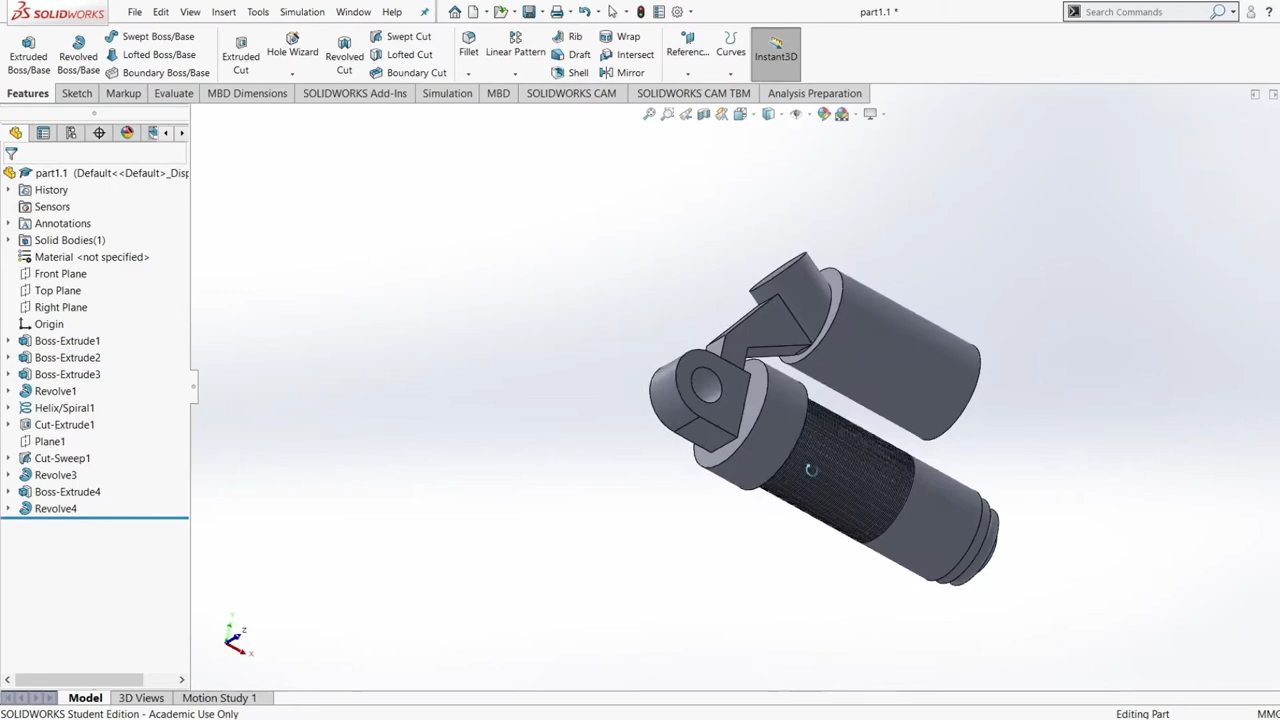 SOLIDWORKS File Edit View Insert Tools Simulation Window Help part1.1 * Search Commands
Extruded Boss/Base Revolved Boss/Base Swept Boss/Base Lofted Boss/Base Boundary Boss/Base Extruded Cut Hole Wizard Revolved Cut Swept Cut Lofted Cut Boundary Cut Fillet Linear Pattern Rib Draft Shell Wrap Intersect Mirror Referenc... Curves Instant3D
Features Sketch Markup Evaluate MBD Dimensions SOLIDWORKS Add-Ins Simulation MBD SOLIDWORKS CAM SOLIDWORKS CAM TBM Analysis Preparation
part1.1 (Default<<Default>_Disp
History
Sensors
Annotations
Solid Bodies(1)
Material <not specified>
Front Plane
Top Plane
Right Plane
Origin
Boss-Extrude1
Boss-Extrude2
Boss-Extrude3
Revolve1
Helix/Spiral1
Cut-Extrude1
Plane1
Cut-Sweep1
Revolve3
Boss-Extrude4
Revolve4
Y
Z
X
Model 3D Views Motion Study 1
SOLIDWORKS Student Edition - Academic Use Only Editing Part MMG